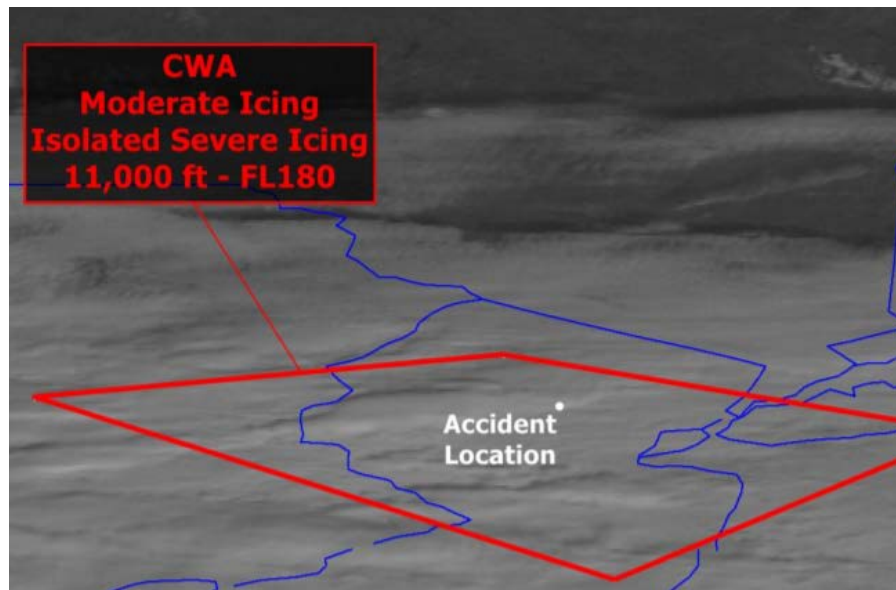 CWA
Moderate Icing
Isolated Severe Icing
11,000 ft - FL180
Accident
Location